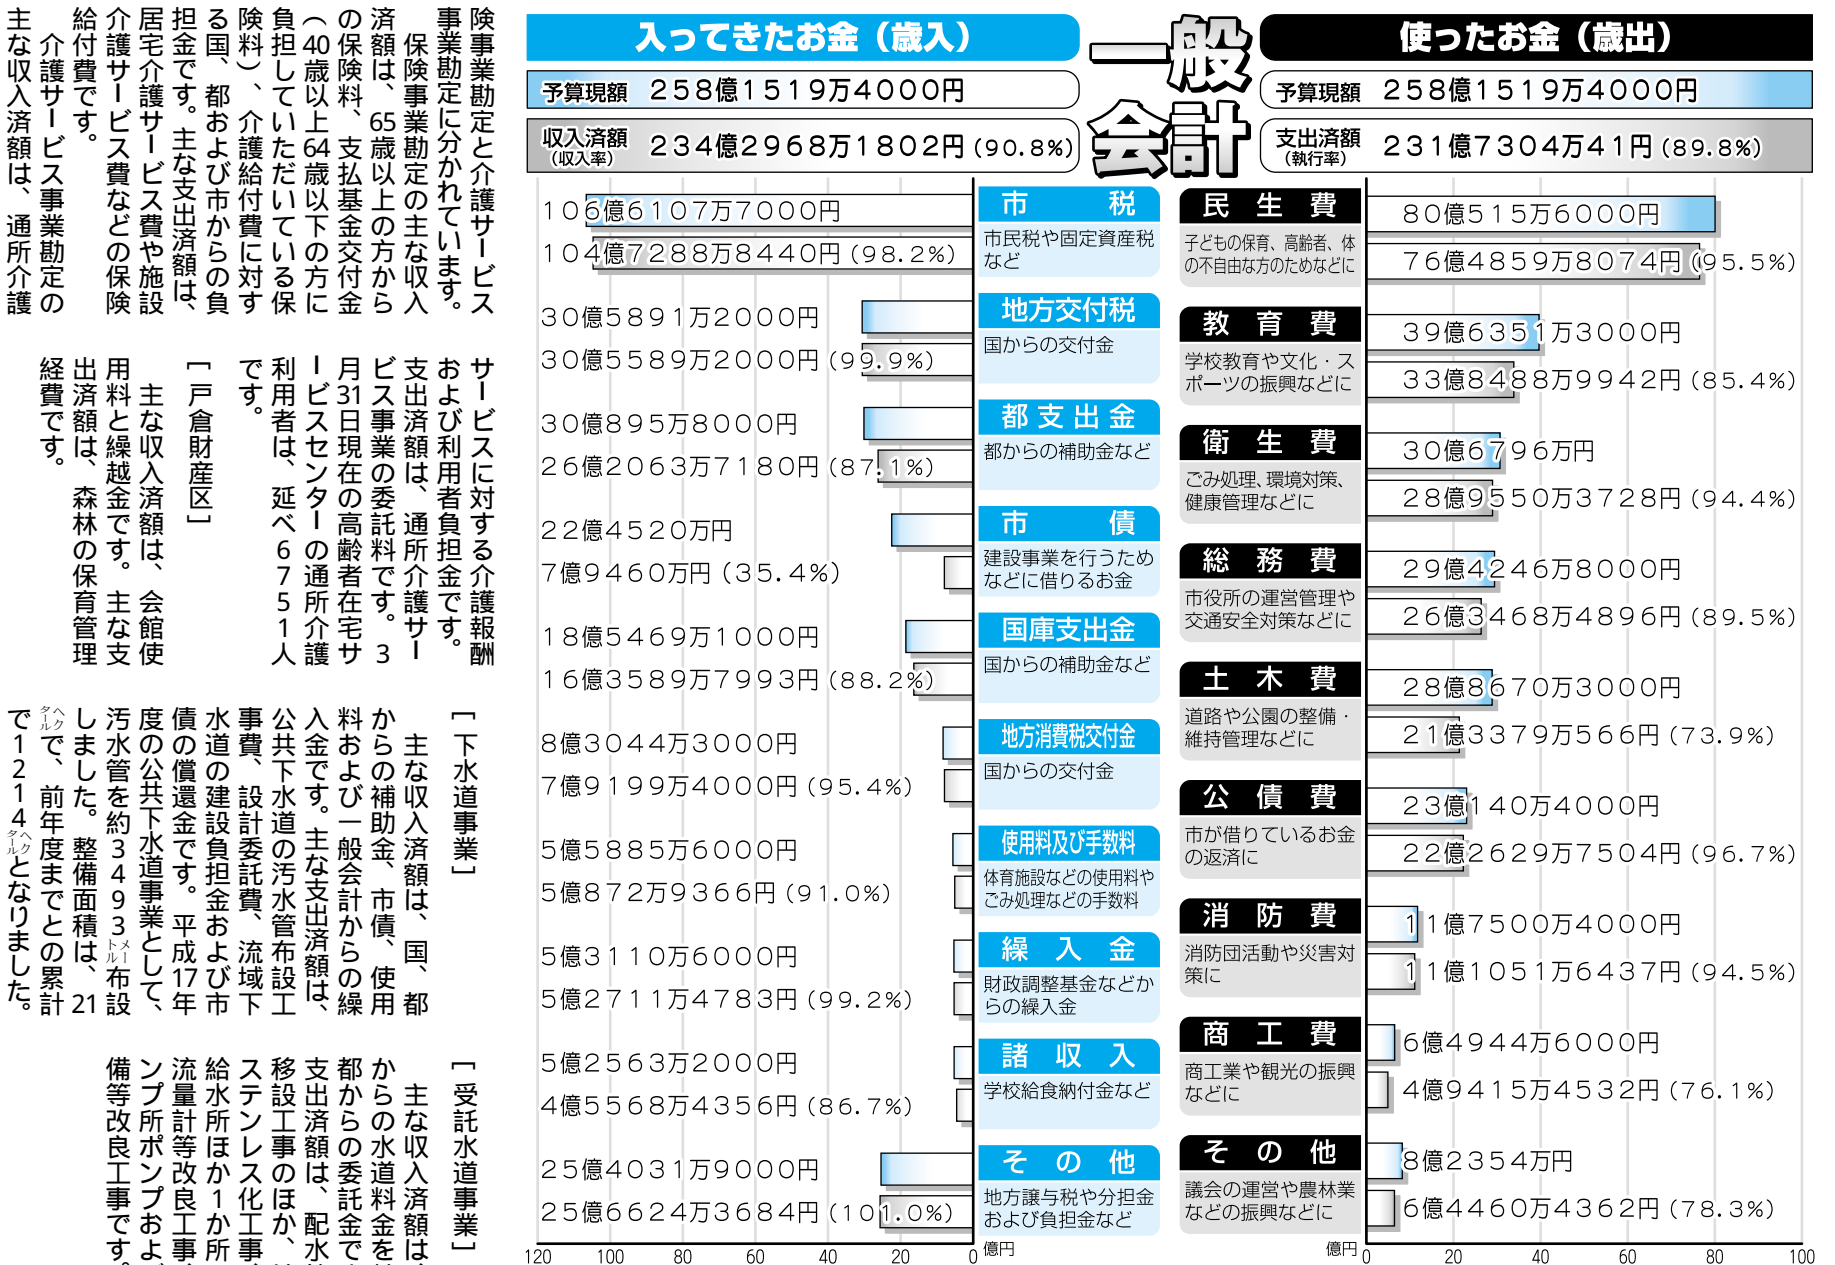 入ってきたお金（歳入）
予算現額 258億1519万4000円
収入済額（収入率） 234億2968万1802円(90.8%)
一般会計
使ったお金（歳出）
予算現額 258億1519万4000円
支出済額（執行率） 231億7304万41円(89.8%)
市税
市民税や固定資産税
など
106億6107万7000円
104億7288万8440円(98.2%)
地方交付税
国からの交付金
30億5891万2000円
30億5589万2000円(99.9%)
都支出金
都からの補助金など
30億895万8000円
26億2063万7180円(87.1%)
市債
建設事業を行うため
などに借りるお金
22億4520万円
7億9460万円(35.4%)
国庫支出金
国からの補助金など
18億5469万1000円
16億3589万7993円(88.2%)
地方消費税交付金
国からの交付金
8億3044万3000円
7億9199万4000円(95.4%)
使用料及び手数料
体育施設などの使用料や
ごみ処理などの手数料
5億5885万6000円
5億872万9366円(91.0%)
繰入金
財政調整基金などか
らの繰入金
5億3110万6000円
5億2711万4783円(99.2%)
諸収入
学校給食納付金など
5億2563万2000円
4億5568万4356円(86.7%)
その他
地方譲与税や分担金
および負担金など
25億4031万9000円
25億6624万3684円(101.0%)
120 100 80 60 40 20 0 億円
民生費
子どもの保育、高齢者、体
の不自由な方のためなどに
80億515万6000円
76億4859万8074円(95.5%)
教育費
学校教育や文化・ス
ポーツの振興などに
39億6351万3000円
33億8488万9942円(85.4%)
衛生費
ごみ処理、環境対策、
健康管理などに
30億6796万円
28億9550万3728円(94.4%)
総務費
市役所の運営管理や
交通安全対策などに
29億4246万8000円
26億3468万4896円(89.5%)
土木費
道路や公園の整備・
維持管理などに
28億8670万3000円
21億3379万566円(73.9%)
公債費
市が借りているお金
の返済に
23億140万4000円
22億2629万7504円(96.7%)
消防費
消防団活動や災害対
策に
11億7500万4000円
11億1051万6437円(94.5%)
商工費
商工業や観光の振興
などに
6億4944万6000円
4億9415万4532円(76.1%)
その他
議会の運営や農林業
などの振興などに
8億2354万円
6億4460万4362円(78.3%)
億円 0 20 40 60 80 100
険事業勘定と介護サービス
事業勘定に分かれています。
保険事業勘定の主な収入
済額は、65歳以上の方から
の保険料、支払基金交付金
（40歳以上64歳以下の方に
負担していただいている保
険料）、介護給付費に対す
る国、都および市からの負
担金です。主な支出済額は、
居宅介護サービス費や施設
介護サービス費などの保険
給付費です。
介護サービス事業勘定の
主な収入済額は、通所介護
サービスに対する介護報酬
および利用者負担金です。
支出済額は、通所介護サー
ビス事業の委託料です。3
月31日現在の高齢者在宅サ
ービスセンターの通所介護
利用者は、延べ6751人
です。
［戸倉財産区］
主な収入済額は、会館使
用料と繰越金です。主な支
出済額は、森林の保育管理
経費です。
［下水道事業］
主な収入済額は、国、都
からの補助金、市債、使用
料および一般会計からの繰
入金です。主な支出済額は、
公共下水道の汚水管布設工
事費、設計委託費、流域下
水道の建設負担金および市
債の償還金です。平成17年
度の公共下水道事業として、
汚水管を約3493メートル布設
しました。整備面積は、21
ヘクタールで、前年度までとの累計
で1214ヘクタールとなりました。
［受託水道事業］
主な収入済額は
からの水道料金を
都からの委託金で
支出済額は、配水
移設工事のほか、
ステンレス化工事
給水所ほか1か所
流量計等改良工事
ンプ所ポンプおよ
備等改良工事です。